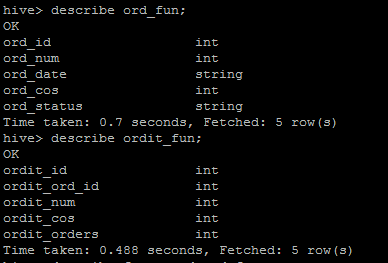 hive> describe ord_fun;
OK
ord_id                  int
ord_num                 int
ord_date                string
ord_cos                 int
ord_status              string
Time taken: 0.7 seconds, Fetched: 5 row(s)
hive> describe ordit_fun;
OK
ordit_id                int
ordit_ord_id            int
ordit_num               int
ordit_cos               int
ordit_orders            int
Time taken: 0.488 seconds, Fetched: 5 row(s)